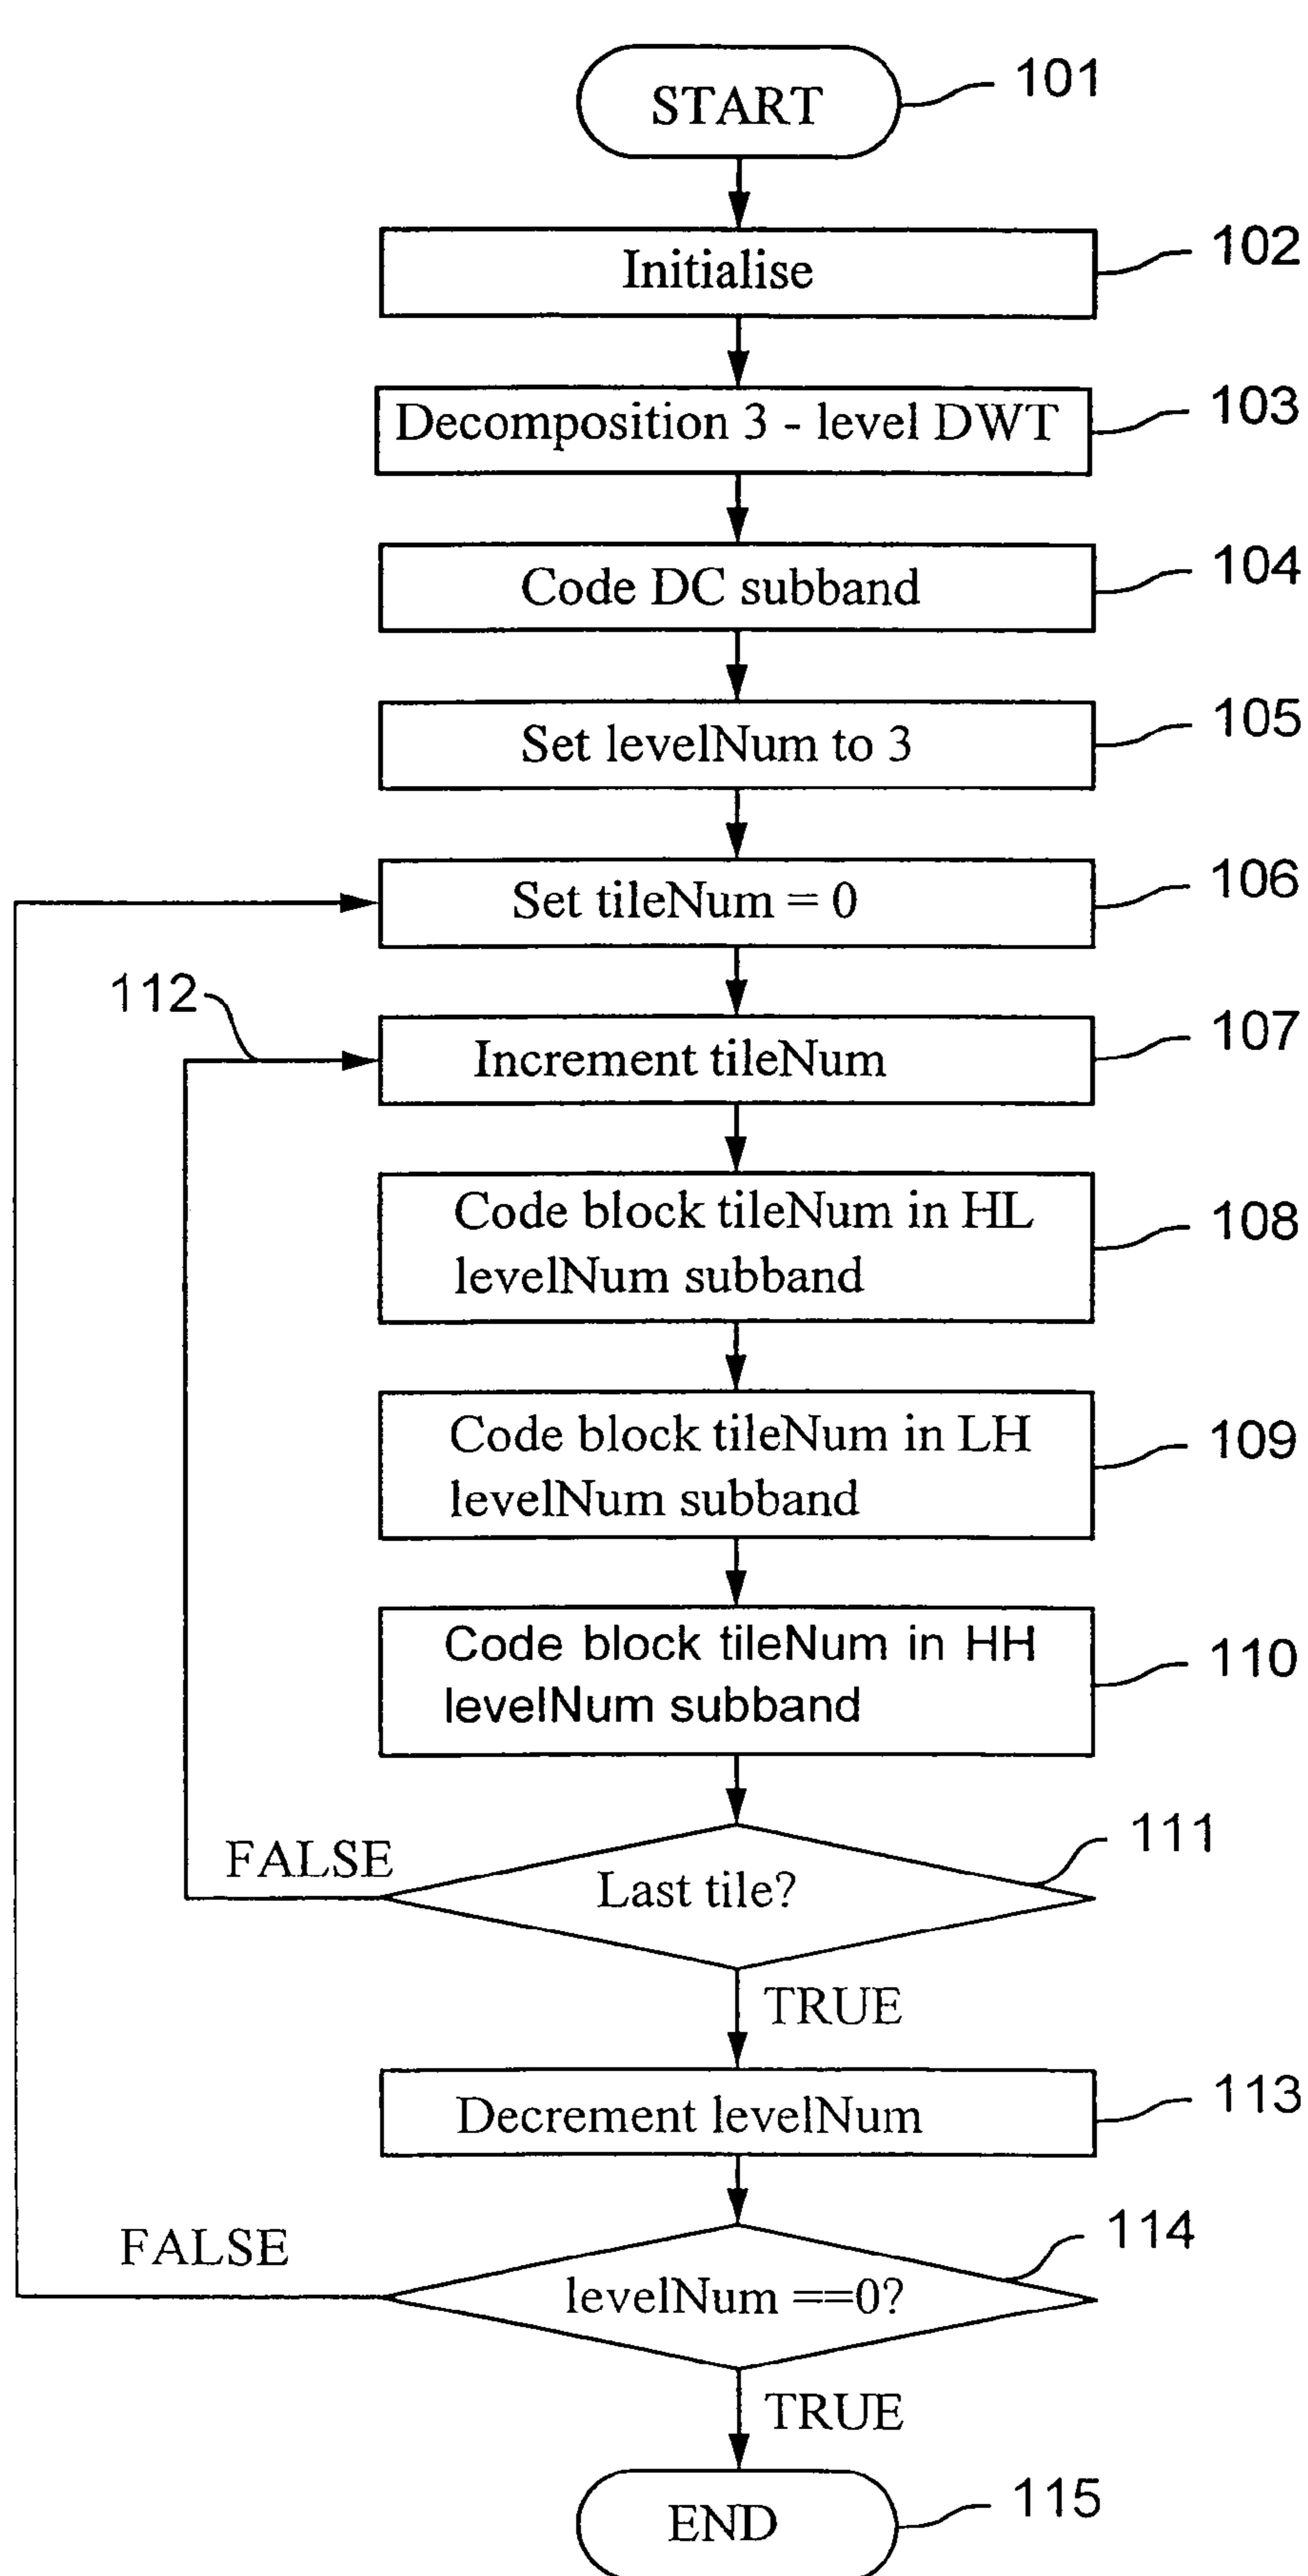 START
101
Initialise
102
Decomposition 3 - level DWT
103
Code DC subband
104
Set levelNum to 3
105
Set tileNum = 0
106
112
Increment tileNum
107
Code block tileNum in HL
levelNum subband
108
Code block tileNum in LH
levelNum subband
109
Code block tileNum in HH
levelNum subband
110
111
FALSE
Last tile?
TRUE
Decrement levelNum
113
114
FALSE
levelNum ==0?
TRUE
END
115